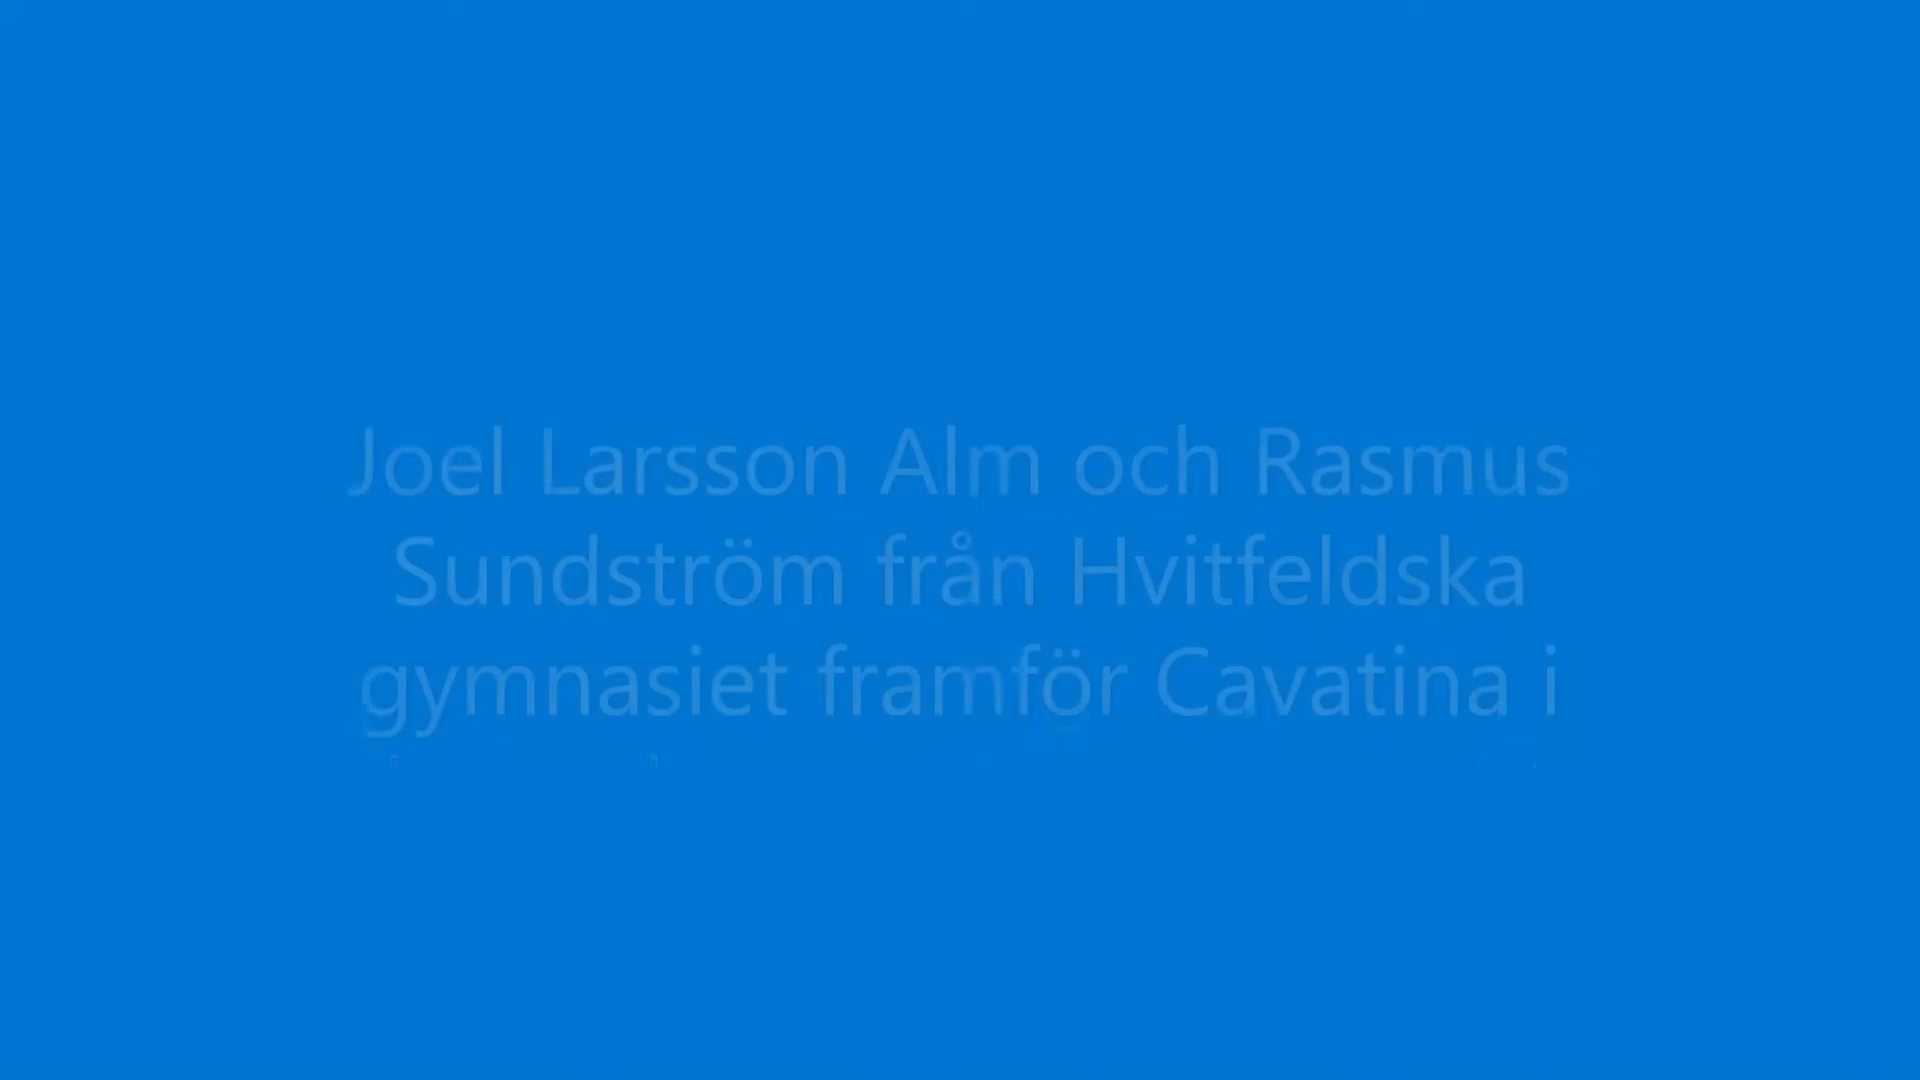 Joel Larsson Alm och Rasmus
Sundström från Hvitfeldska
gymnasiet framför Cavatina i